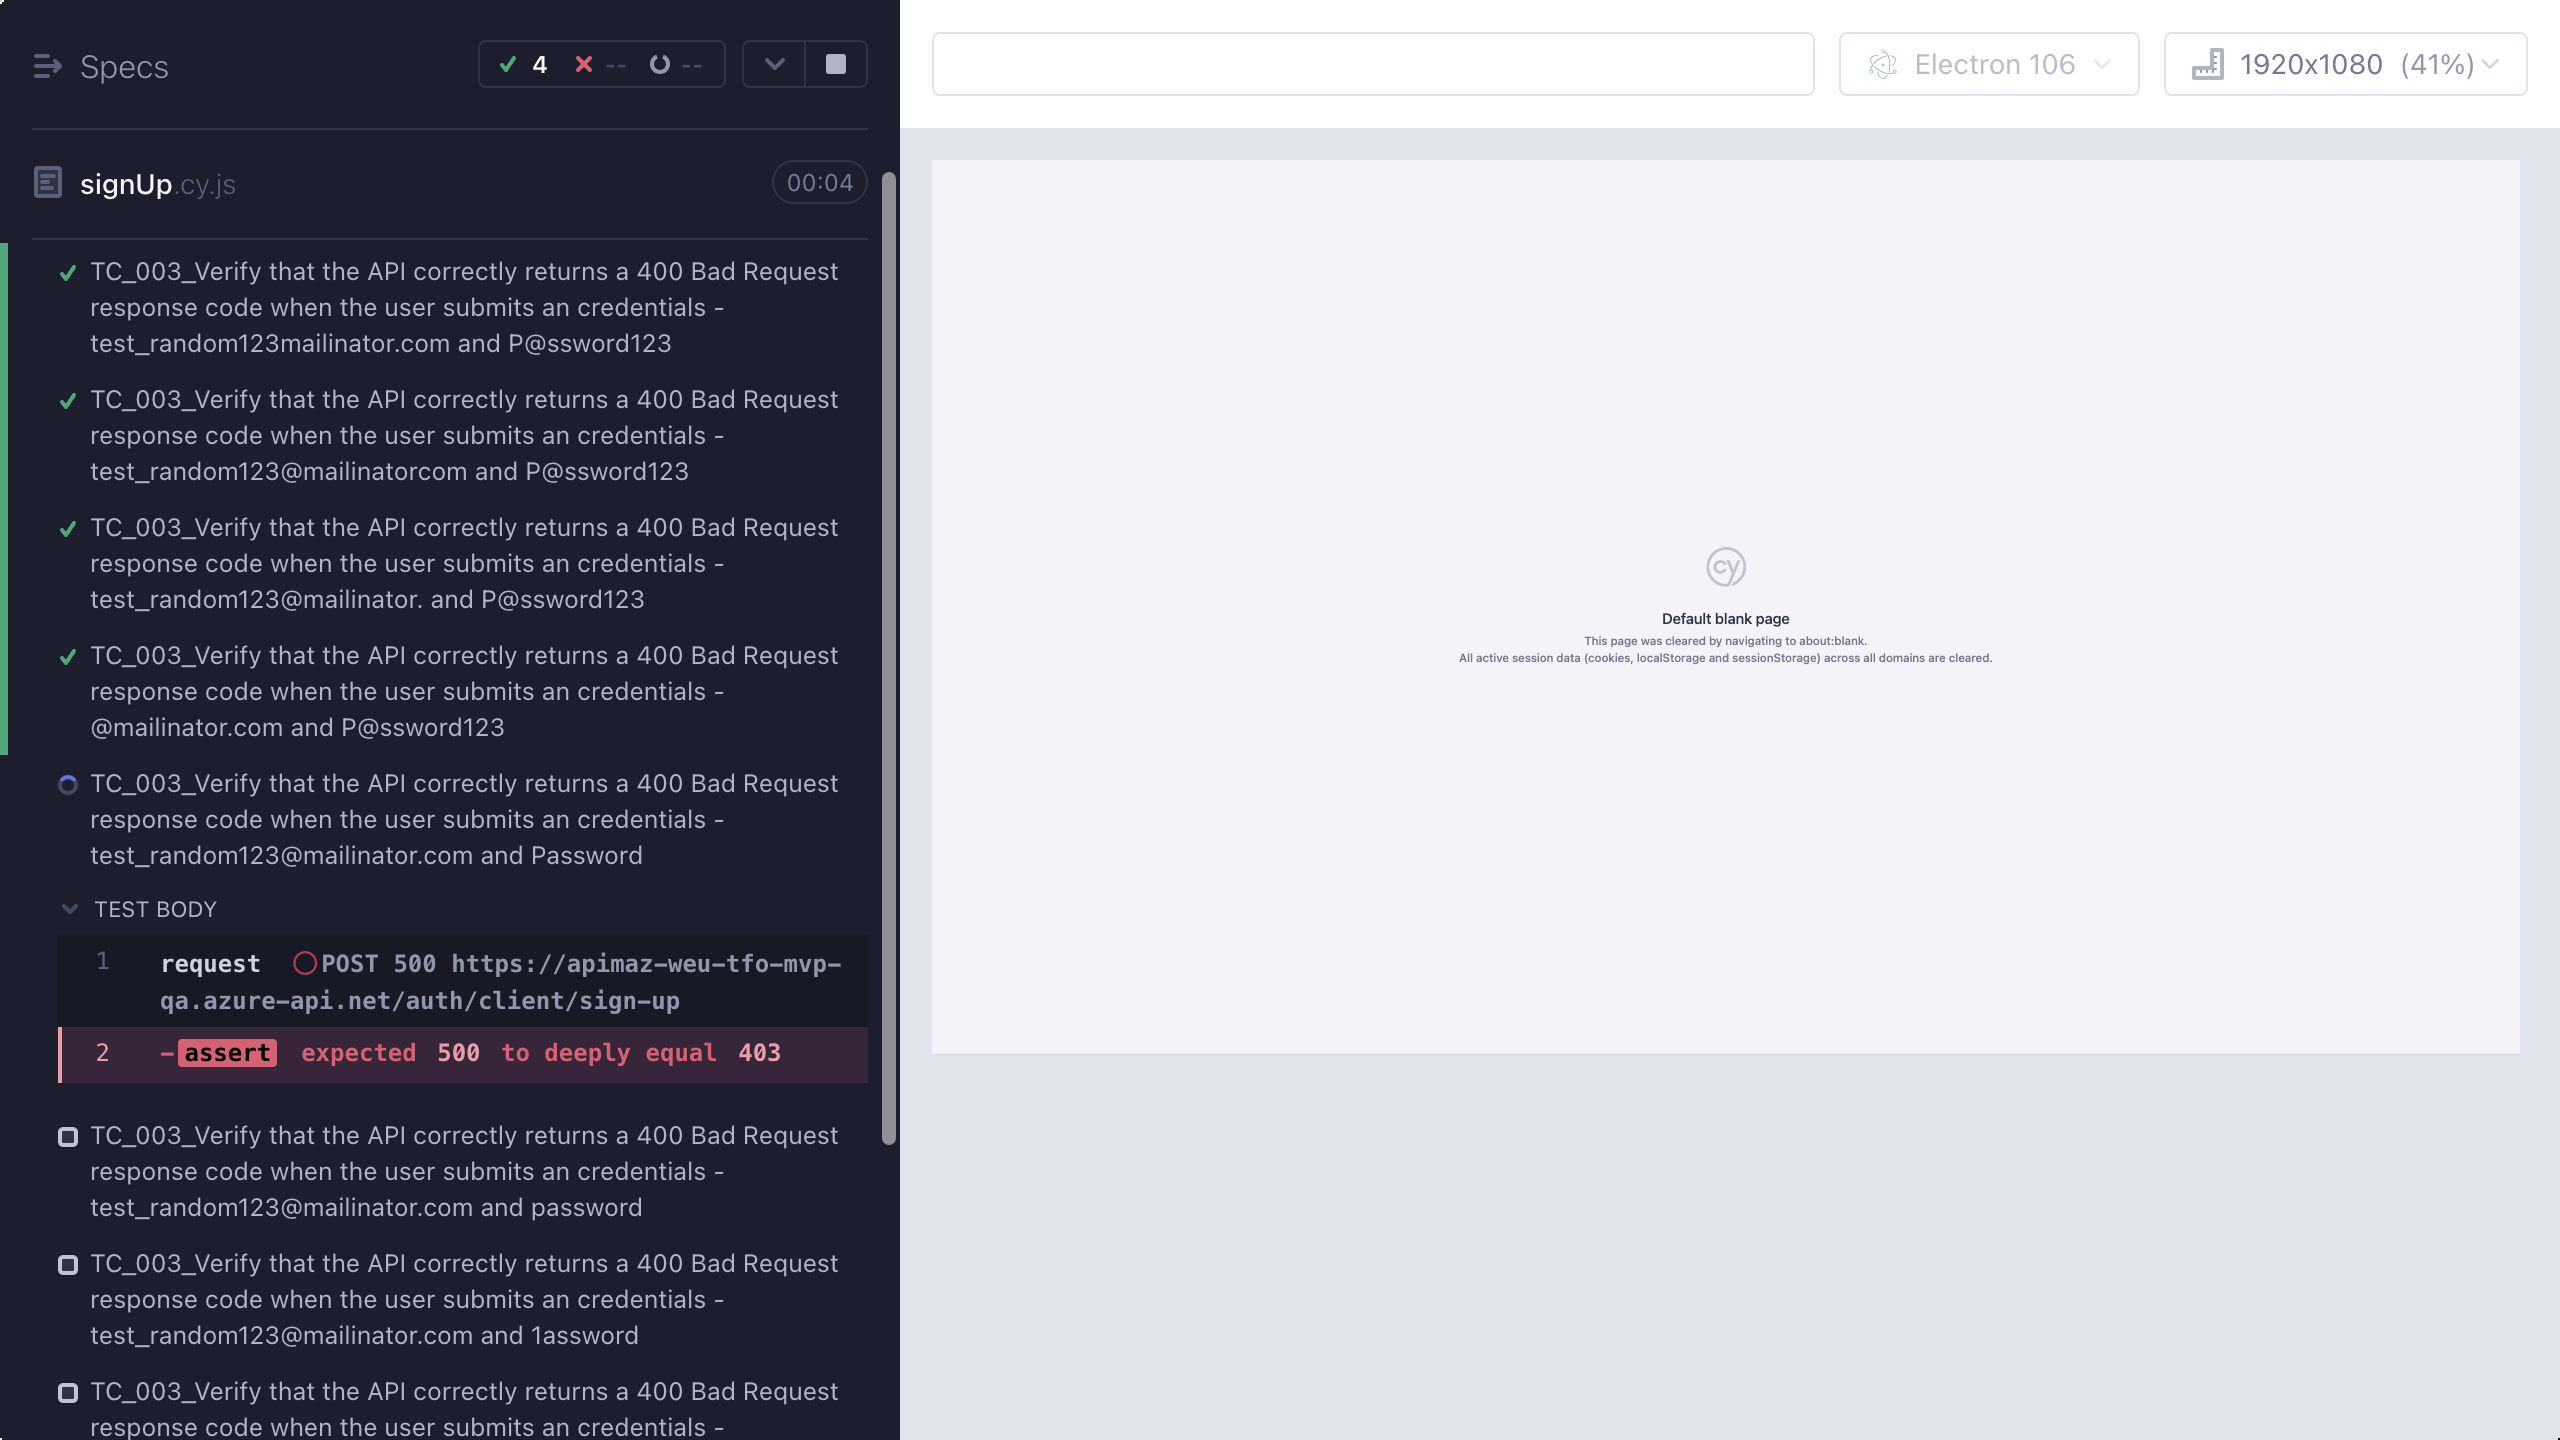 Specs
4
--
--
signUp.cy.js
00:04
TC_003_Verify that the API correctly returns a 400 Bad Request
response code when the user submits an credentials -
test_random123mailinator.com and P@ssword123
TC_003_Verify that the API correctly returns a 400 Bad Request
response code when the user submits an credentials -
test_random123@mailinatorcom and P@ssword123
TC_003_Verify that the API correctly returns a 400 Bad Request
response code when the user submits an credentials -
test_random123@mailinator. and P@ssword123
TC_003_Verify that the API correctly returns a 400 Bad Request
response code when the user submits an credentials -
@mailinator.com and P@ssword123
TC_003_Verify that the API correctly returns a 400 Bad Request
response code when the user submits an credentials -
test_random123@mailinator.com and Password
TEST BODY
1 request POST 500 https://apimaz-weu-tfo-mvp-
qa.azure-api.net/auth/client/sign-up
2 -assert expected 500 to deeply equal 403
TC_003_Verify that the API correctly returns a 400 Bad Request
response code when the user submits an credentials -
test_random123@mailinator.com and password
TC_003_Verify that the API correctly returns a 400 Bad Request
response code when the user submits an credentials -
test_random123@mailinator.com and 1assword
TC_003_Verify that the API correctly returns a 400 Bad Request
response code when the user submits an credentials -
Electron 106
1920x1080 (41%)
cy
Default blank page
This page was cleared by navigating to about:blank.
All active session data (cookies, localStorage and sessionStorage) across all domains are cleared.